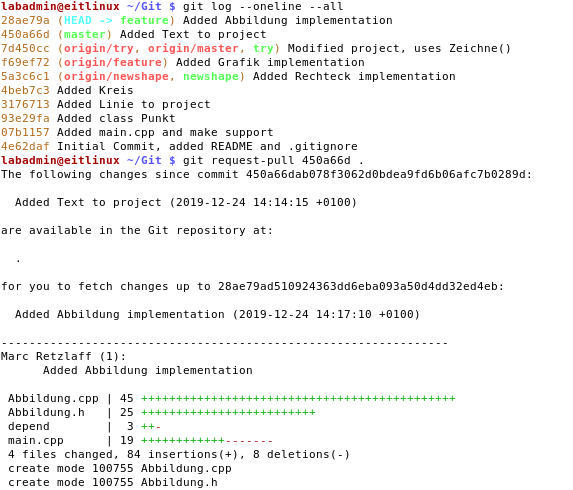 labadmin@eitlinux ~/Git $ git log --oneline --all
28ae79a (HEAD -> feature) Added Abbildung implementation
450a66d (master) Added Text to project
7d450cc (origin/try, origin/master, try) Modified project, uses Zeichne()
f69ef72 (origin/feature) Added Grafik implementation
5a3c6c1 (origin/newshape, newshape) Added Rechteck implementation
4beb7c3 Added Kreis
3176713 Added Linie to project
93e29fa Added class Punkt
07b1157 Added main.cpp and make support
4e62daf Initial Commit, added README and .gitignore
labadmin@eitlinux ~/Git $ git request-pull 450a66d .
The following changes since commit 450a66dab078f3062d0bdea9fd6b06afc7b0289d:
Added Text to project (2019-12-24 14:14:15 +0100)
are available in the Git repository at:
.
for you to fetch changes up to 28ae79ad510924363dd6eba093a50d4dd32ed4eb:
Added Abbildung implementation (2019-12-24 14:17:10 +0100)
----------------------------------------------------------------
Marc Retzlaff (1):
Added Abbildung implementation
Abbildung.cpp | 45 +++++++++++++++++++++++++++++++++++++++++++++
Abbildung.h   | 25 +++++++++++++++++++++++++
depend        |  3 ++-
main.cpp      | 19 ++++++++++++-------
4 files changed, 84 insertions(+), 8 deletions(-)
create mode 100755 Abbildung.cpp
create mode 100755 Abbildung.h